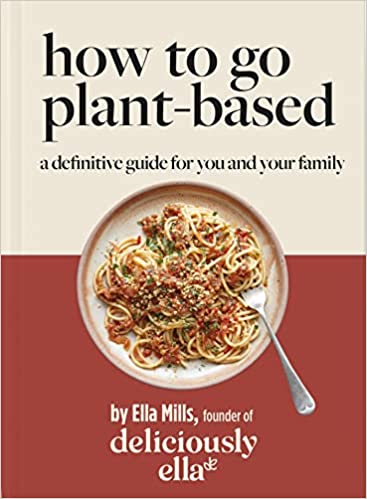 how to go
plant-based
a definitive guide for you and your family
by Ella Mills, founder of
deliciously
ella